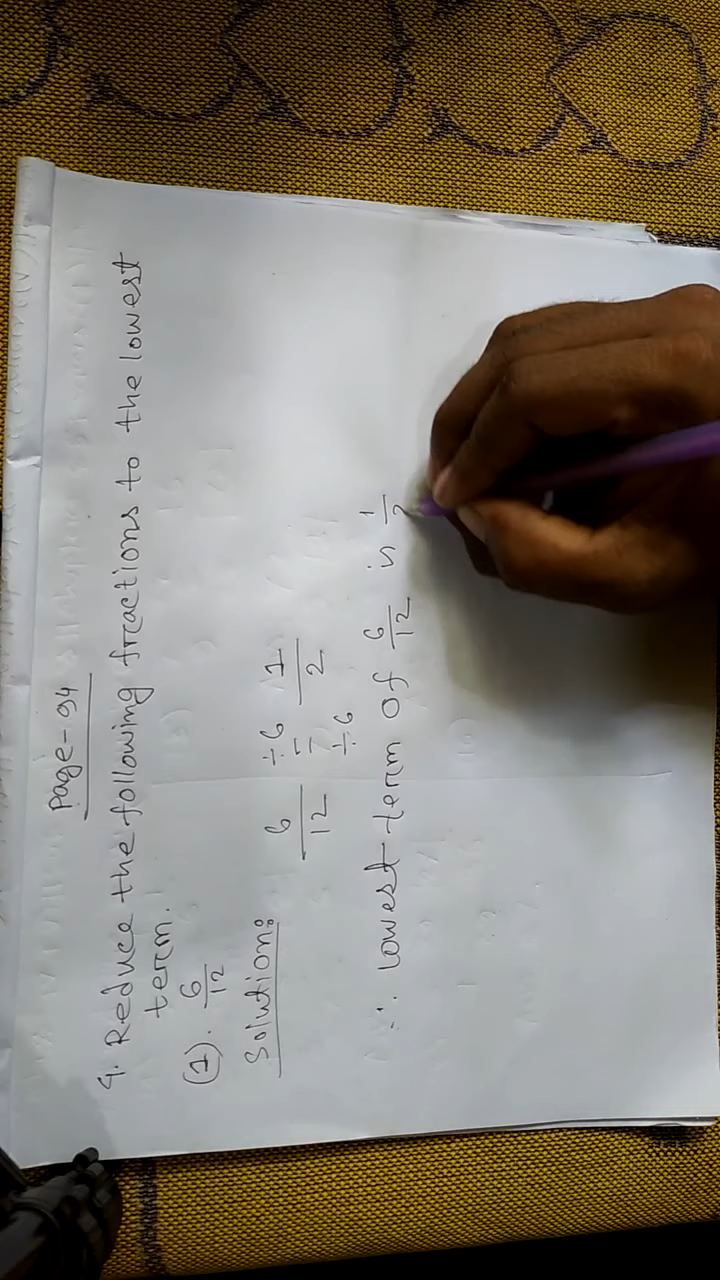 Page-94
4. Reduce the following fractions to the lowest
term.
(1). 6/12
Solution:
6/12 ÷6 = ÷6 1/2
∴ lowest term of 6/12 is 1/2